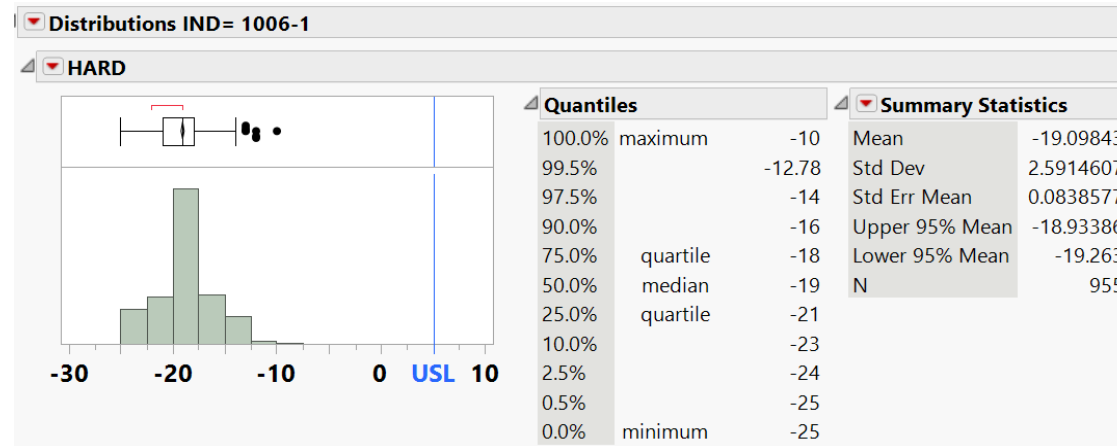 Distributions IND= 1006-1
HARD
-30 -20 -10 0 USL 10
Quantiles
100.0% maximum -10
99.5% -12.78
97.5% -14
90.0% -16
75.0% quartile -18
50.0% median -19
25.0% quartile -21
10.0% -23
2.5% -24
0.5% -25
0.0% minimum -25
Summary Statistics
Mean -19.09843
Std Dev 2.5914607
Std Err Mean 0.0838577
Upper 95% Mean -18.93386
Lower 95% Mean -19.263
N 955